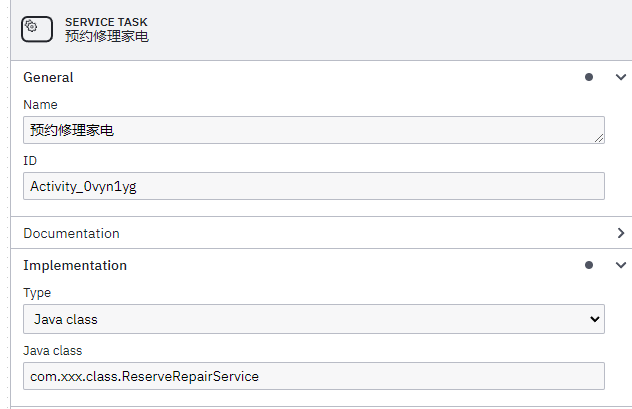 SERVICE TASK
预约修理家电
General
Name
预约修理家电
ID
Activity_0vyn1yg
Documentation
Implementation
Type
Java class
Java class
com.xxx.class.ReserveRepairService